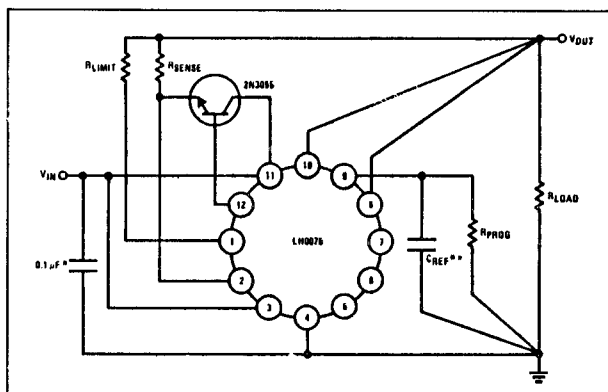 VOUT
RLIMIT
RSENSE
2N3055
10
11
9
8
VIN
12
RLOAD
1
LH0075
7
RPROG
0.1 µF*
CREF**
2
6
3
5
4